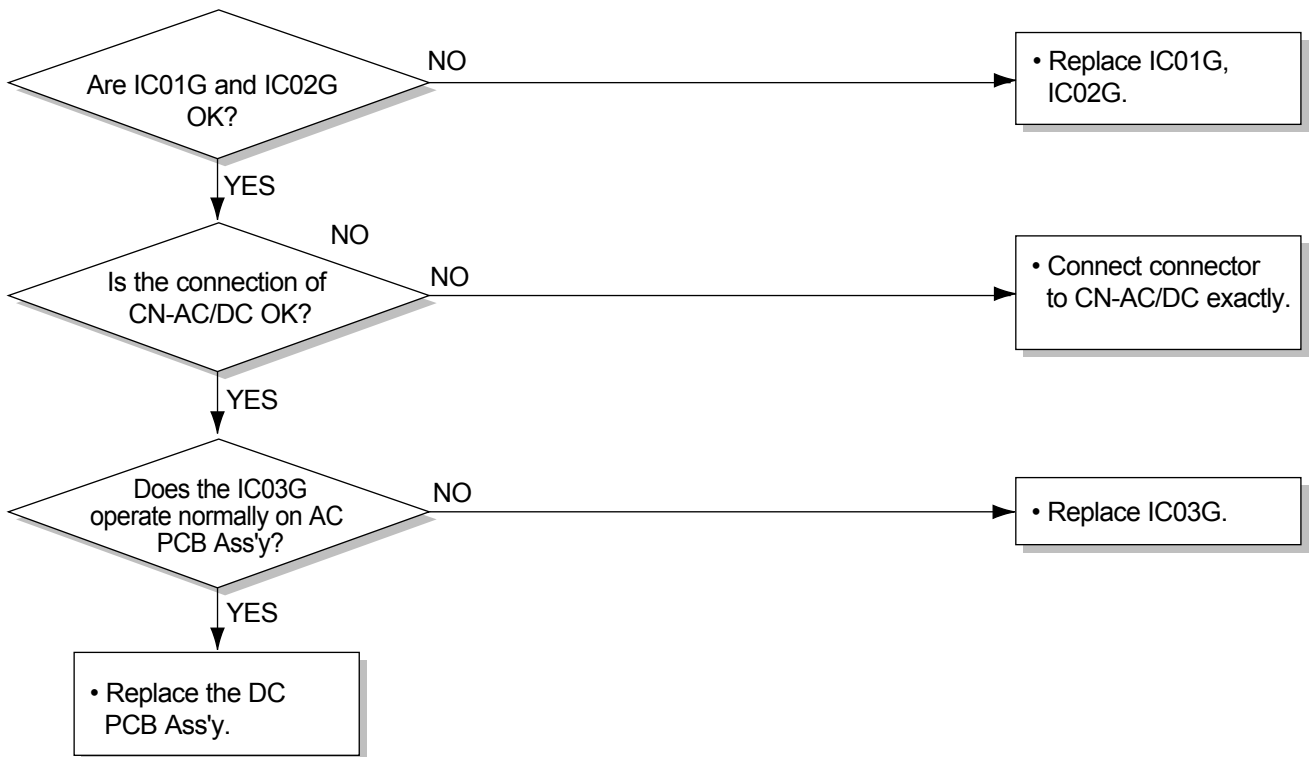 Are IC01G and IC02G
OK?
NO
• Replace IC01G,
IC02G.
YES
NO
Is the connection of
CN-AC/DC OK?
NO
• Connect connector
to CN-AC/DC exactly.
YES
Does the IC03G
operate normally on AC
PCB Ass'y?
NO
• Replace IC03G.
YES
• Replace the DC
PCB Ass'y.